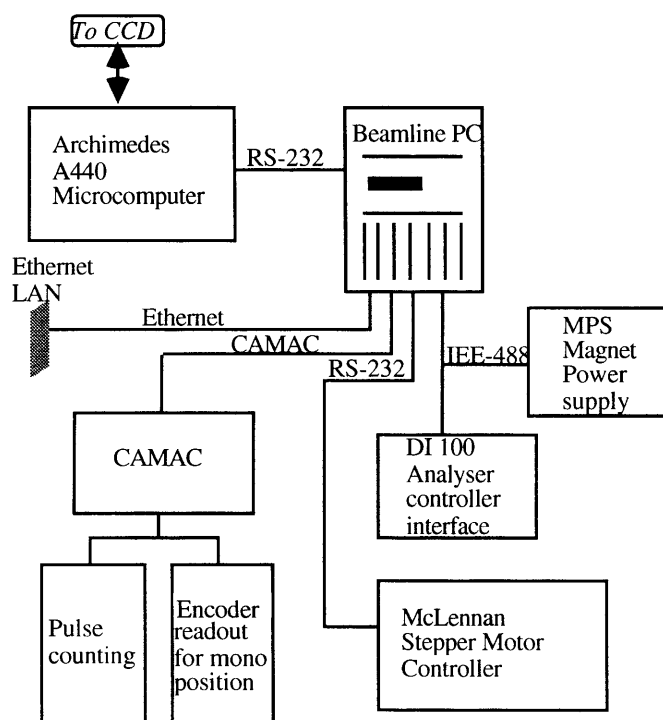 To CCD
Archimedes
A440
Microcomputer
RS-232
Beamline PC
Ethernet
LAN
Ethernet
CAMAC
RS-232
IEE-488
MPS
Magnet
Power
supply
CAMAC
DI 100
Analyser
controller
interface
Pulse
counting
Encoder
readout
for mono
position
McLennan
Stepper Motor
Controller